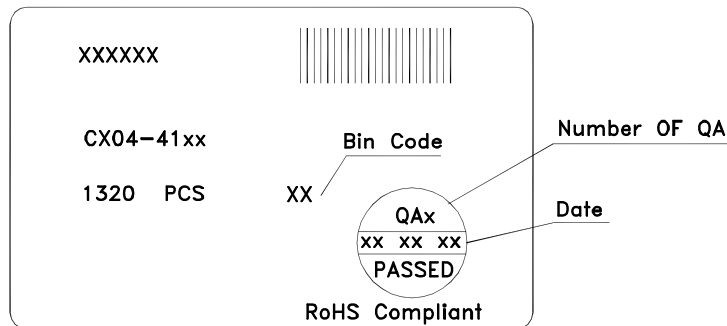 XXXXXX
CX04-41xx
Bin Code
Number OF QA
1320 PCS
XX
QAx
Date
xx xx xx
PASSED
RoHS Compliant